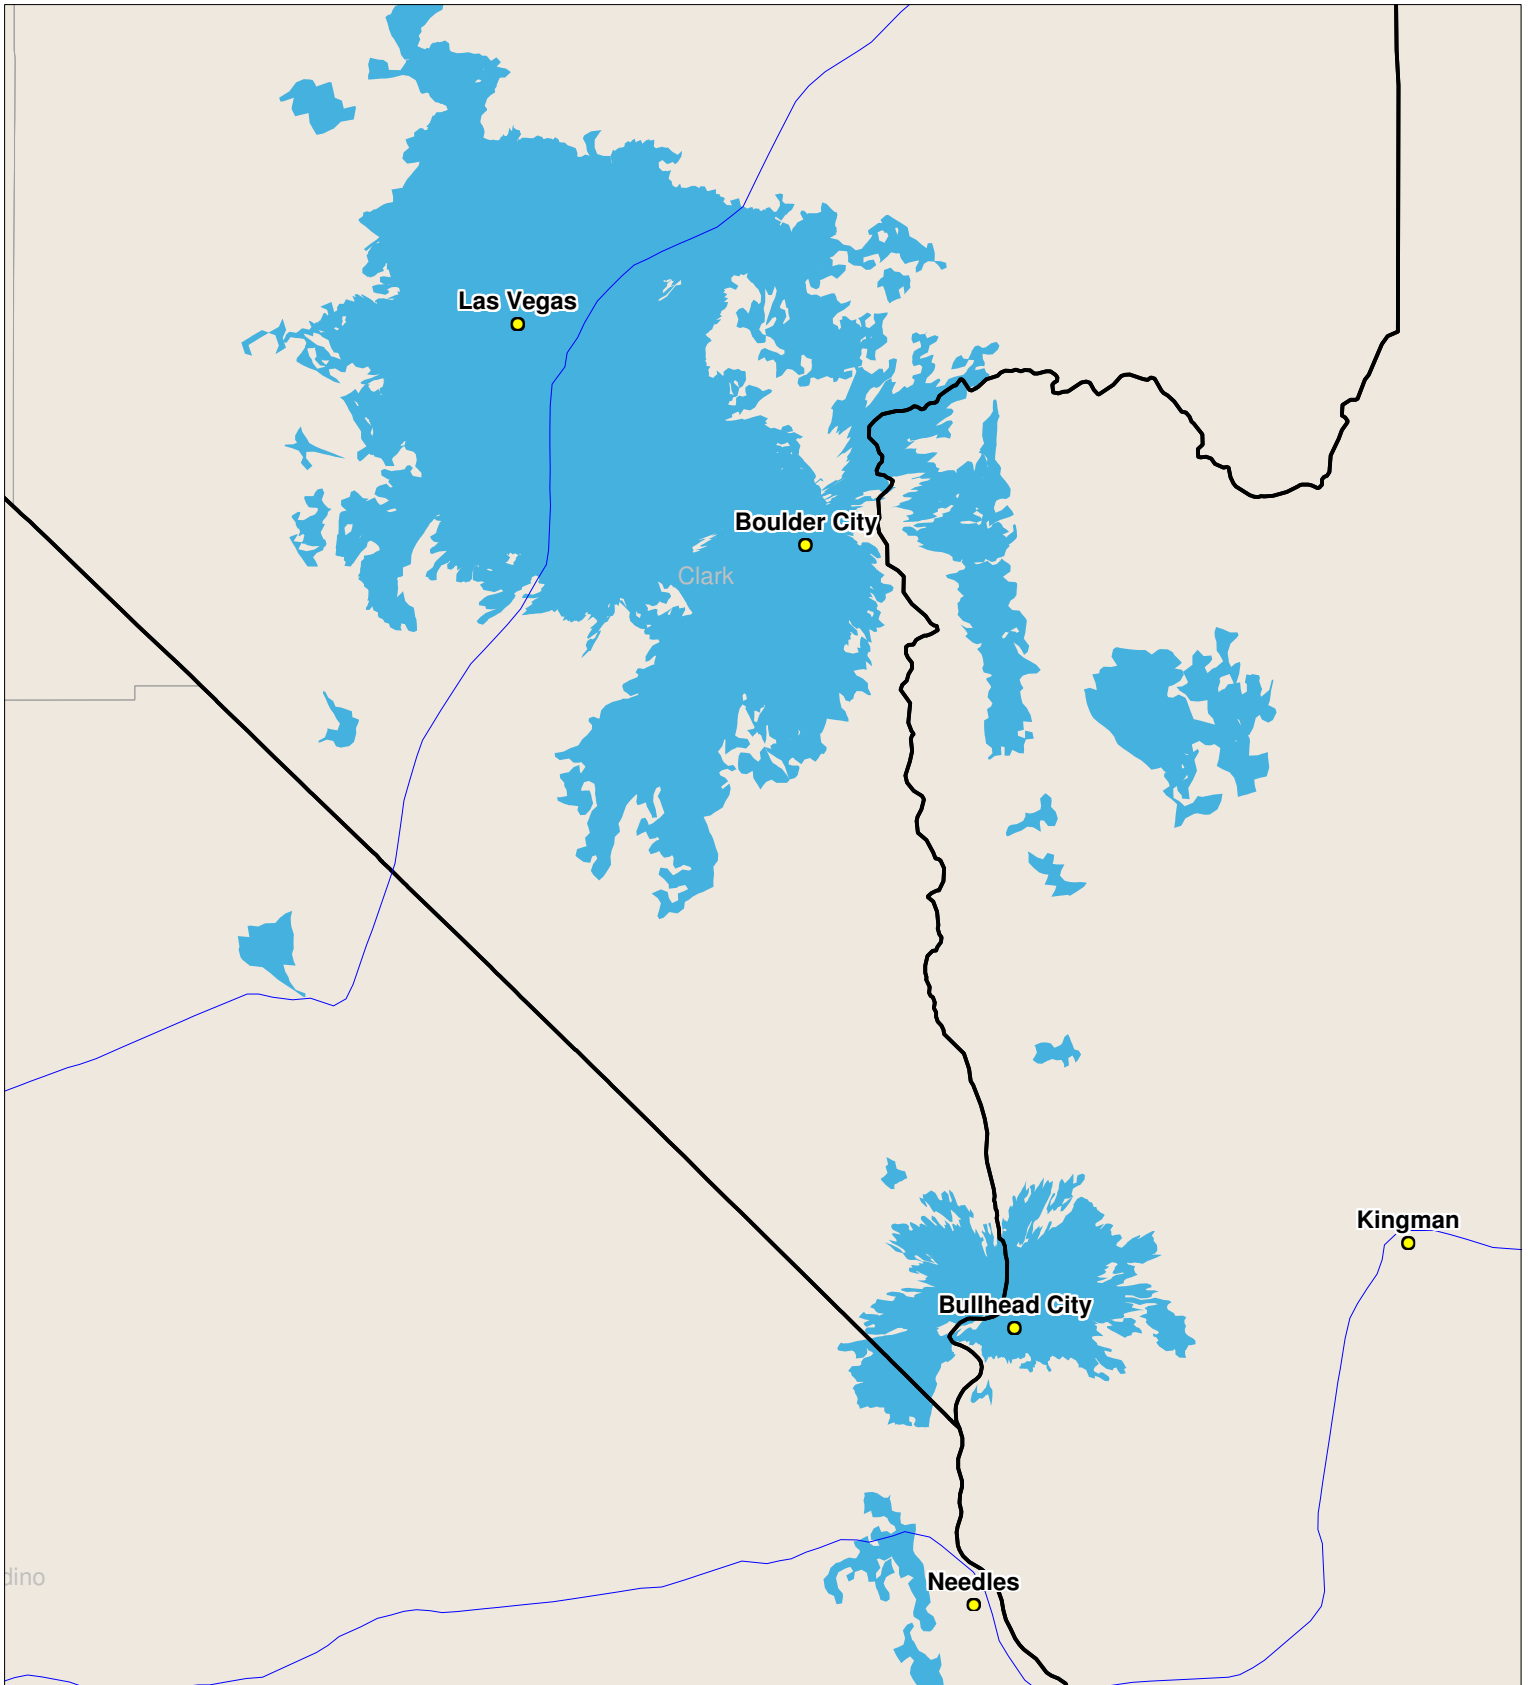 Las Vegas
Boulder City
Clark
Kingman
Bullhead City
dino
Needles